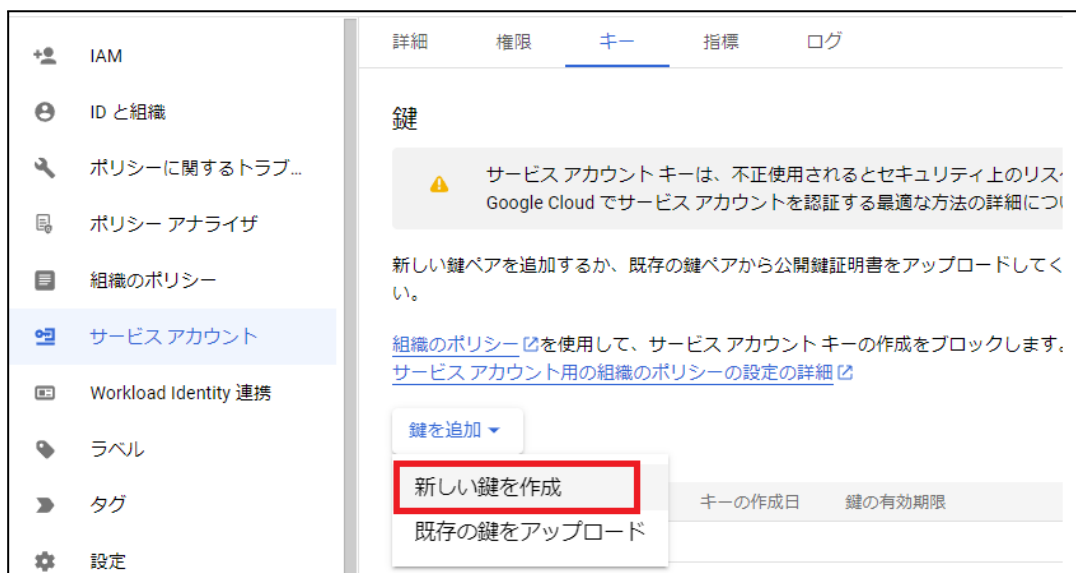 IAM
ID と組織
ポリシーに関するトラブ...
ポリシー アナライザ
組織のポリシー
サービス アカウント
Workload Identity 連携
ラベル
タグ
設定
詳細 権限 キー 指標 ログ
鍵
サービス アカウント キーは、不正使用されるとセキュリティ上のリス
Google Cloud でサービス アカウントを認証する最適な方法の詳細につ
新しい鍵ペアを追加するか、既存の鍵ペアから公開鍵証明書をアップロードしてく
い。
組織のポリシー を使用して、サービス アカウント キーの作成をブロックします。
サービス アカウント用の組織のポリシーの設定の詳細
鍵を追加
新しい鍵を作成
既存の鍵をアップロード
キーの作成日 鍵の有効期限